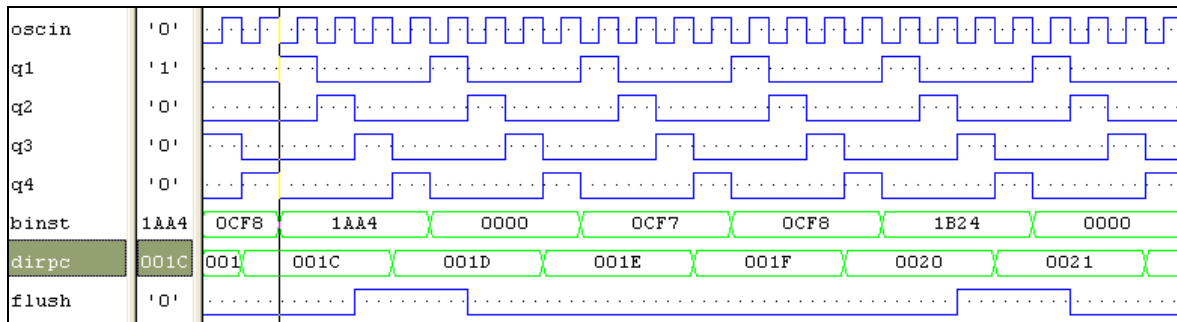 oscin '0'
q1 '1'
q2 '0'
q3 '0'
q4 '0'
binst 1AA4 0CF8 1AA4 0000 0CF7 0CF8 1B24 0000
dirpc 001C 001 001C 001D 001E 001F 0020 0021
flush '0'